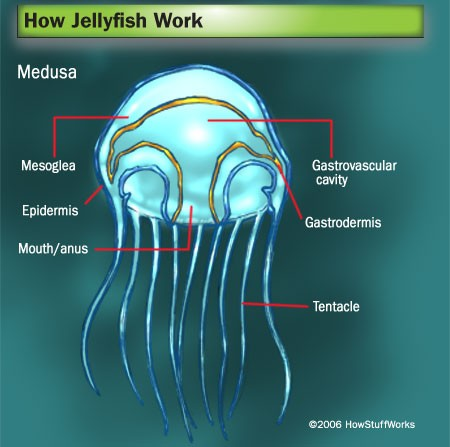 How Jellyfish Work
Medusa
Mesoglea
Epidermis
Mouth/anus
Gastrovascular
cavity
Gastrodermis
Tentacle
©2006 HowStuffWorks